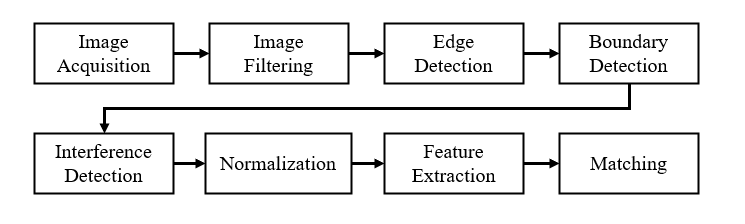 Image
Acquisition
Image
Filtering
Edge
Detection
Boundary
Detection
Interference
Detection
Normalization
Feature
Extraction
Matching